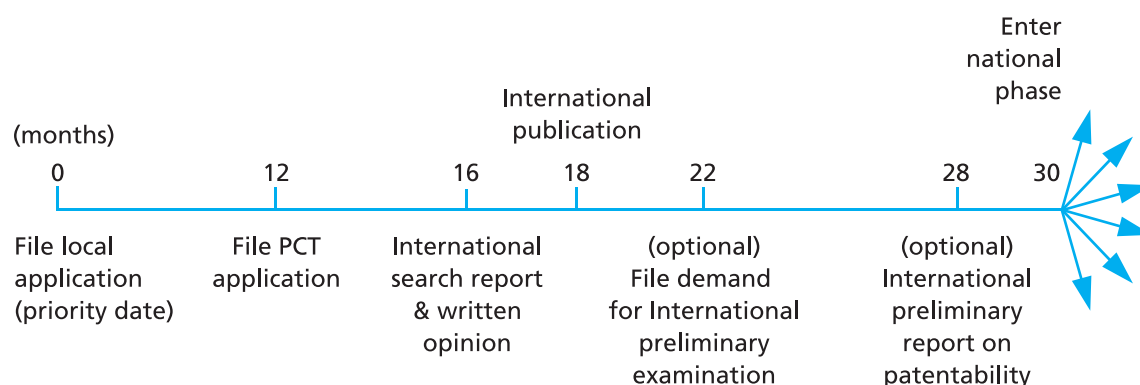 Enter
national
phase
International
publication
(months)
0
12
16
18
22
28
30
File local
application
(priority date)
File PCT
application
International
search report
& written
opinion
(optional)
File demand
for International
preliminary
examination
(optional)
International
preliminary
report on
patentability